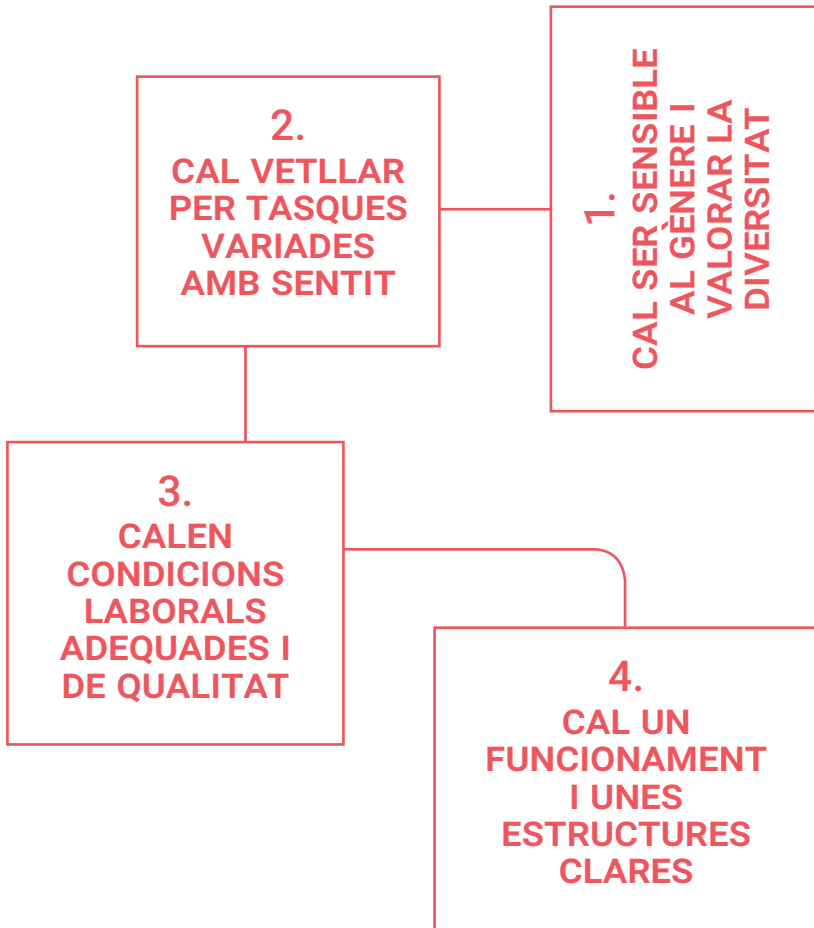 1.
CAL SER SENSIBLE
AL GÈNERE I
VALORAR LA
DIVERSITAT
2.
CAL VETLLAR
PER TASQUES
VARIADES
AMB SENTIT
3.
CALEN
CONDICIONS
LABORALS
ADEQUADES I
DE QUALITAT
4.
CAL UN
FUNCIONAMENT
I UNES
ESTRUCTURES
CLARES